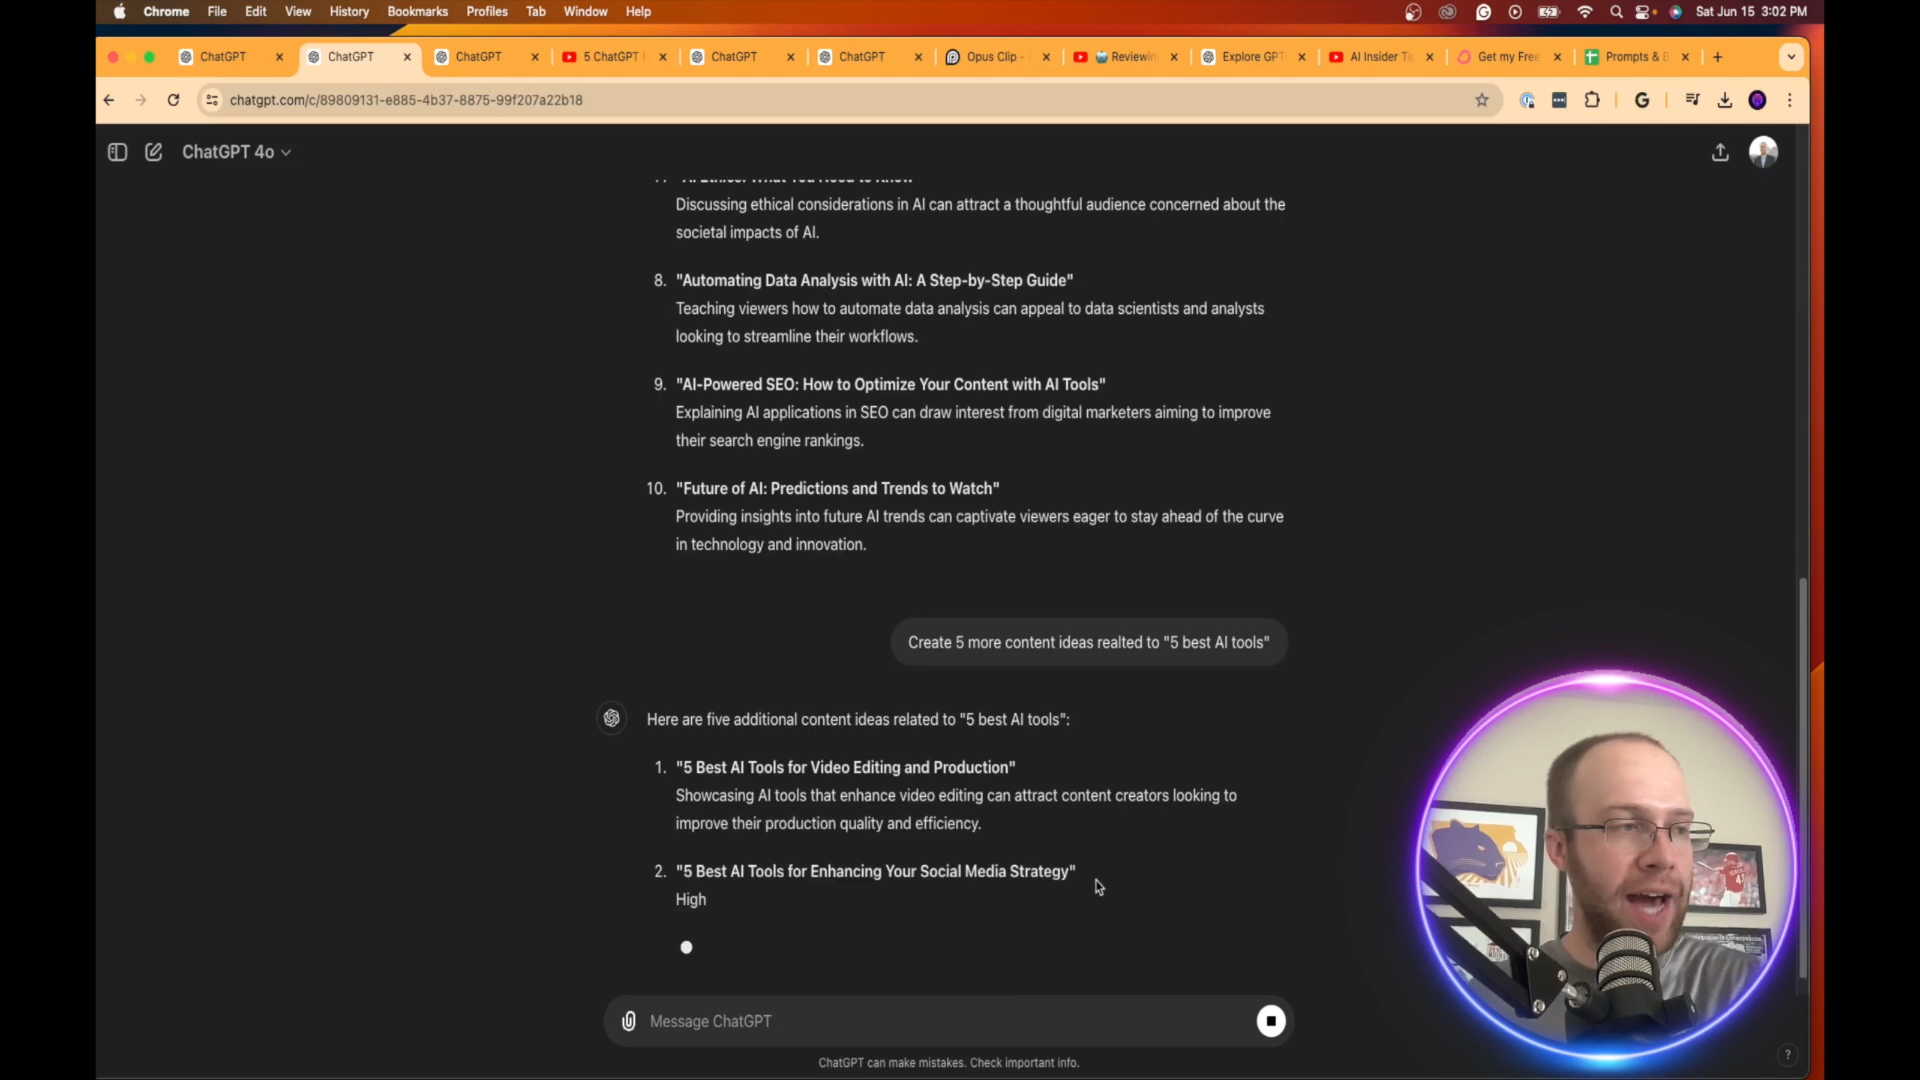 Chrome File Edit View History Bookmarks Profiles Tab Window Help
Sat Jun 15 3:02 PM
ChatGPT
ChatGPT
ChatGPT
5 ChatGPT
ChatGPT
ChatGPT
Opus Clip -
Reviewin
Explore GPT
AI Insider Ti
Get my Free
Prompts & B
chatgpt.com/c/89809131-e885-4b37-8875-99f207a22b18
ChatGPT 4o
"AI Ethics: What You Need to Know"
Discussing ethical considerations in AI can attract a thoughtful audience concerned about the
societal impacts of AI.
8. "Automating Data Analysis with AI: A Step-by-Step Guide"
Teaching viewers how to automate data analysis can appeal to data scientists and analysts
looking to streamline their workflows.
9. "AI-Powered SEO: How to Optimize Your Content with AI Tools"
Explaining AI applications in SEO can draw interest from digital marketers aiming to improve
their search engine rankings.
10. "Future of AI: Predictions and Trends to Watch"
Providing insights into future AI trends can captivate viewers eager to stay ahead of the curve
in technology and innovation.
Create 5 more content ideas realted to "5 best AI tools"
Here are five additional content ideas related to "5 best AI tools":
1. "5 Best AI Tools for Video Editing and Production"
Showcasing AI tools that enhance video editing can attract content creators looking to
improve their production quality and efficiency.
2. "5 Best AI Tools for Enhancing Your Social Media Strategy"
High
Message ChatGPT
ChatGPT can make mistakes. Check important info.
?